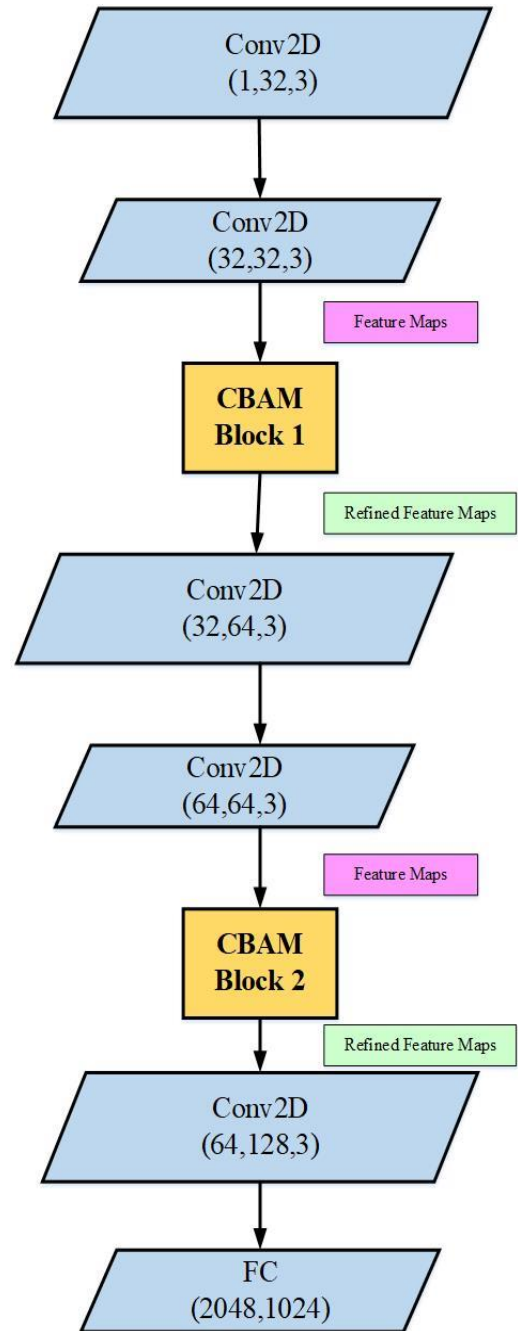 Conv2D
(1,32,3)
Conv2D
(32,32,3)
Feature Maps
CBAM
Block 1
Refined Feature Maps
Conv2D
(32,64,3)
Conv2D
(64,64,3)
Feature Maps
CBAM
Block 2
Refined Feature Maps
Conv2D
(64,128,3)
FC
(2048,1024)